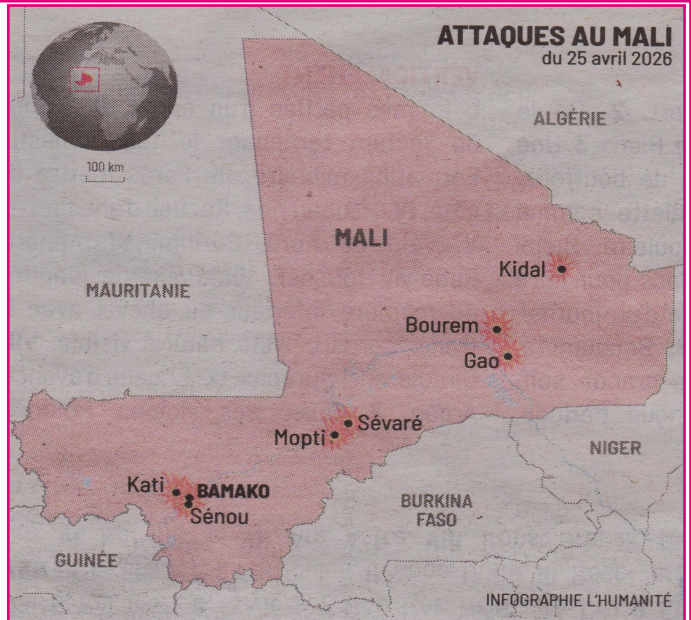 ATTAQUES AU MALI
du 25 avril 2026
100 km
ALGÉRIE
MALI
Kidal
MAURITANIE
Bourem
Gao
Niger
Sévaré
Mopti
NIGER
Kati
BAMAKO
Sénou
BURKINA
FASO
GUINÉE
INFOGRAPHIE L'HUMANITÉ